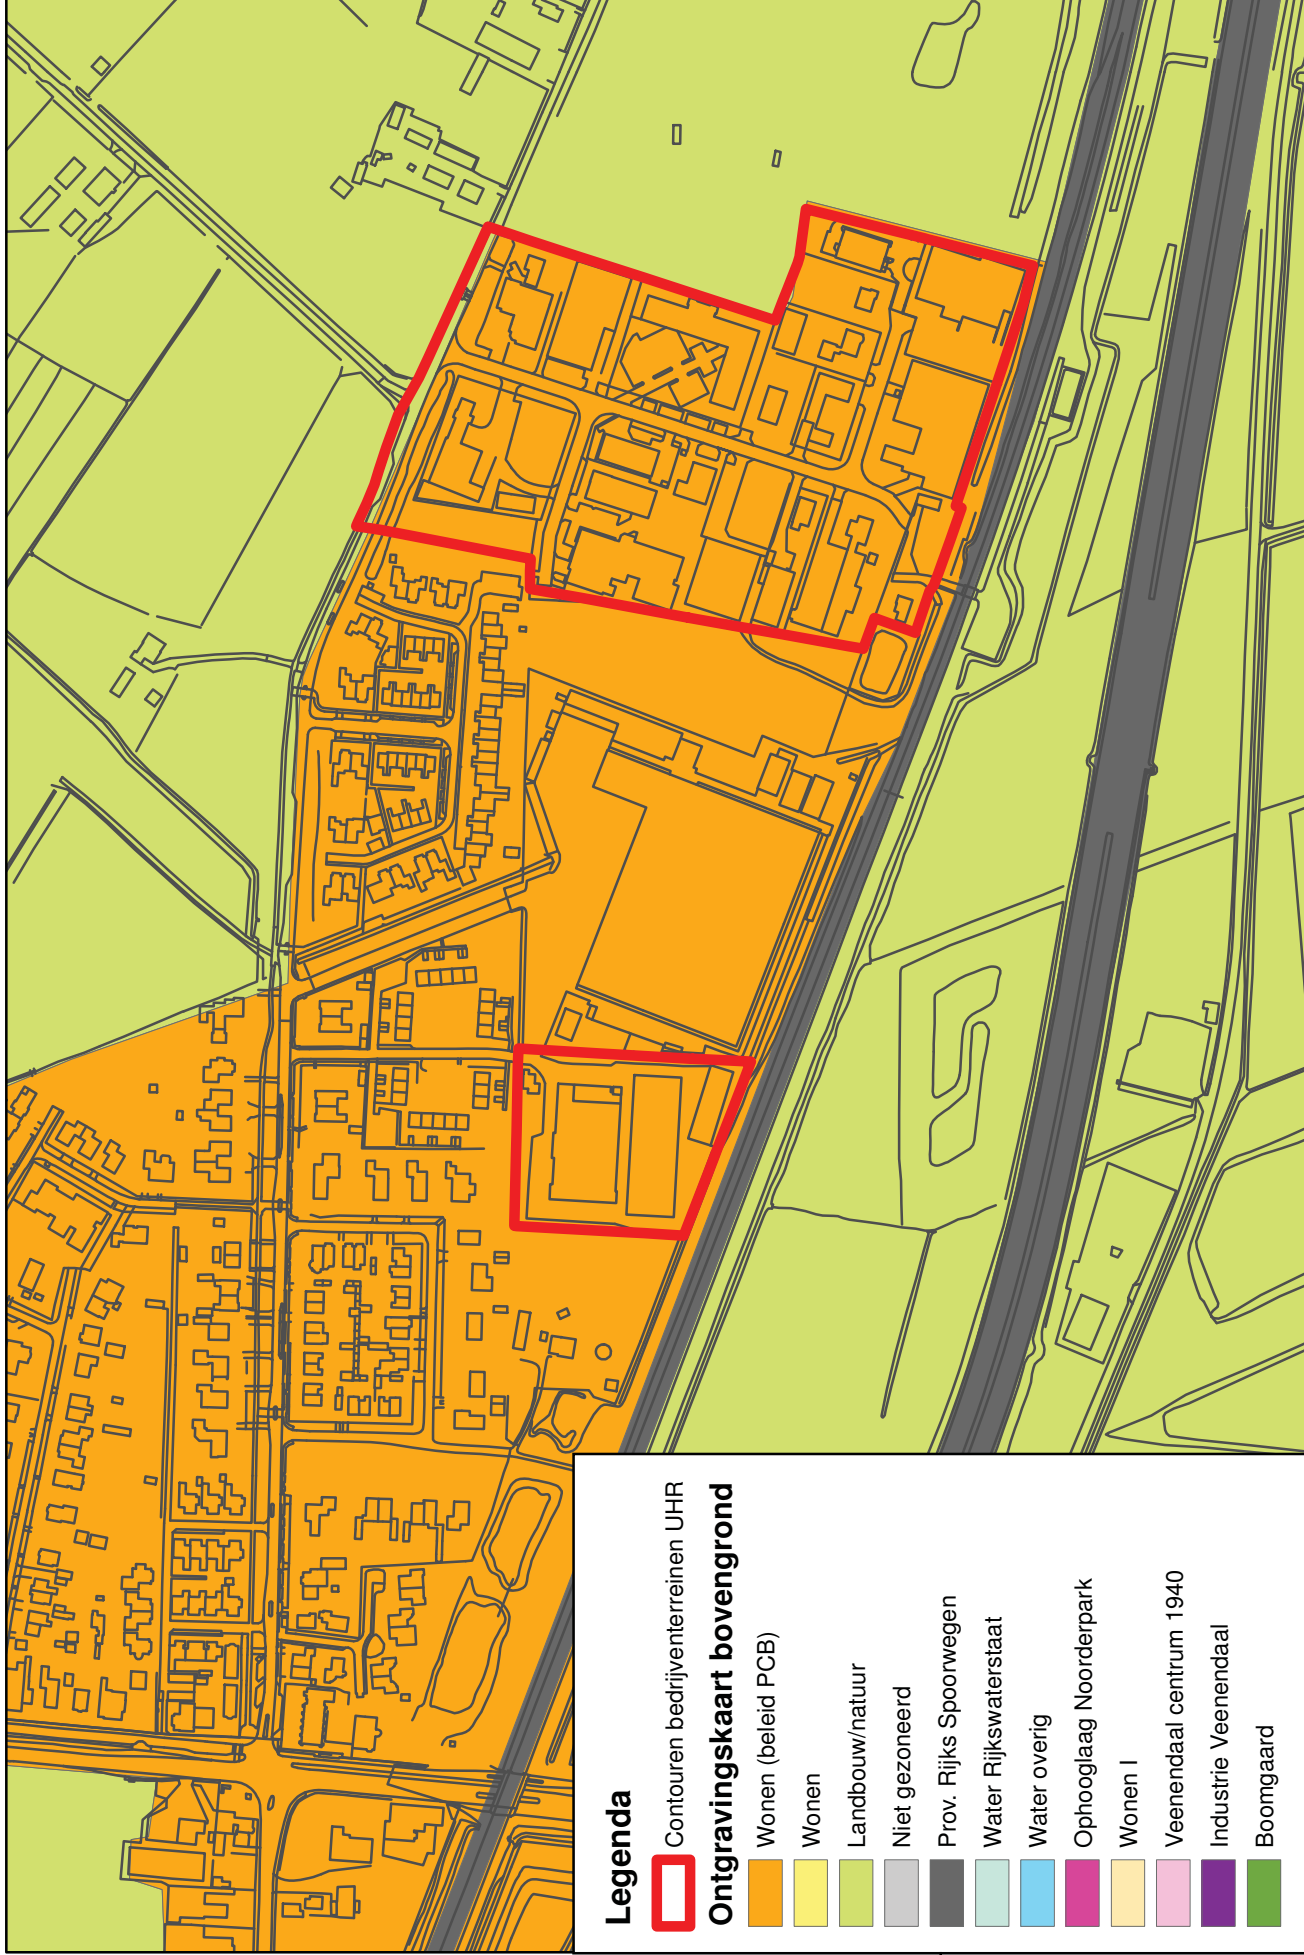 Legenda
Contouren bedrijventerreinen UHR
Ontgravingskaart bovengrond
Wonen (beleid PCB)
Wonen
Landbouw/natuur
Niet gezoneerd
Prov. Rijks Spoorwegen
Water Rijkswaterstaat
Water overig
Ophooglaag Noorderpark
Wonen I
Veenendaal centrum 1940
Industrie Veenendaal
Boomgaard